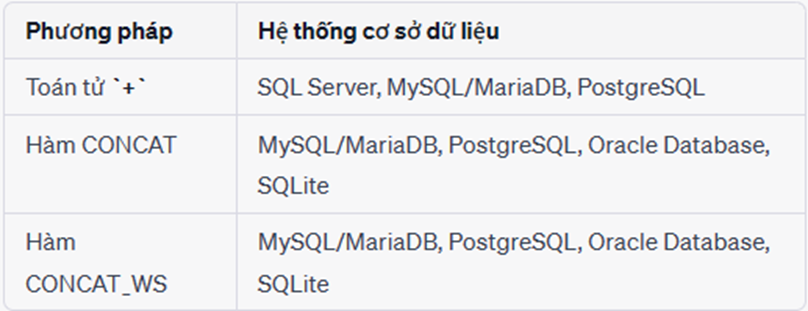 Phương pháp
Hệ thống cơ sở dữ liệu
Toán tử `+`
SQL Server, MySQL/MariaDB, PostgreSQL
Hàm CONCAT
MySQL/MariaDB, PostgreSQL, Oracle Database,
SQLite
Hàm
CONCAT_WS
MySQL/MariaDB, PostgreSQL, Oracle Database,
SQLite